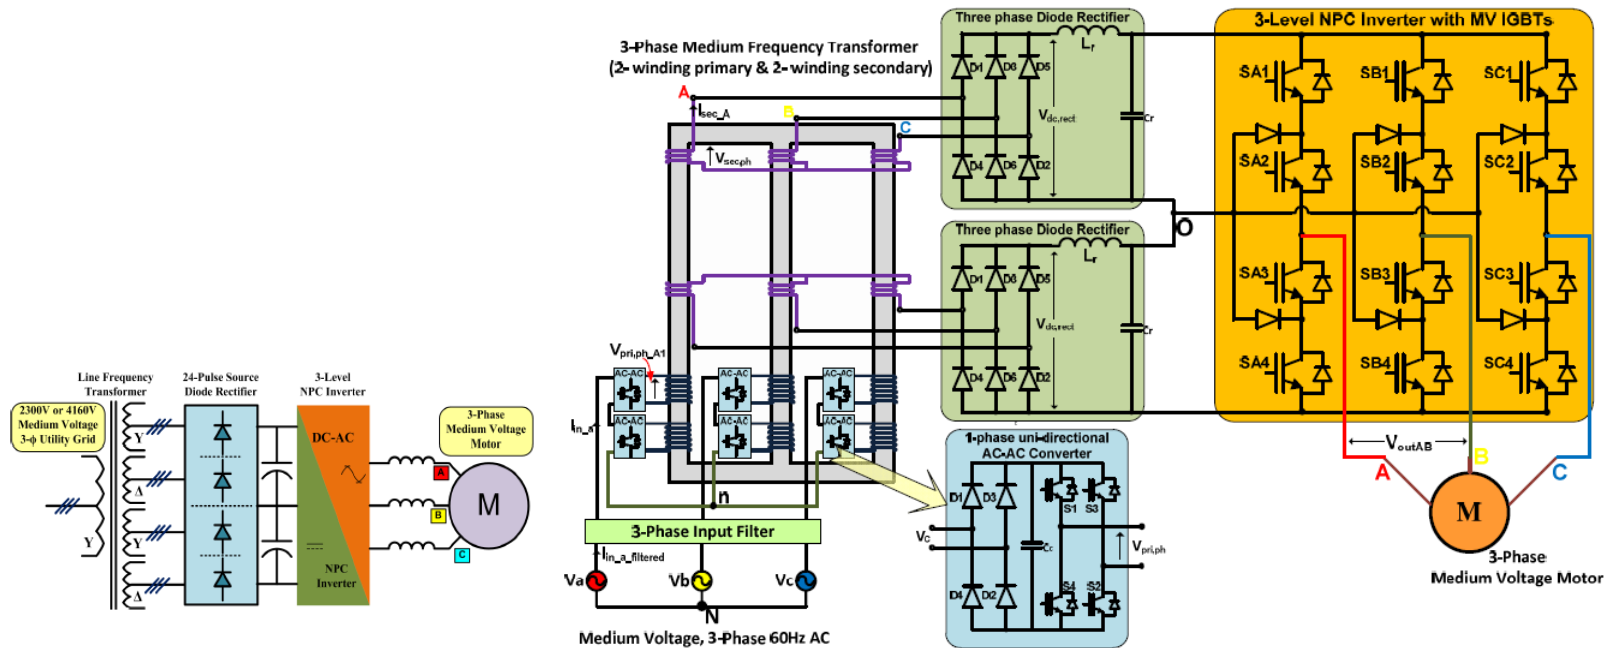 Line Frequency
Transformer
24-Pulse Source
Diode Rectifier
3-Level
NPC Inverter
2300V or 4160V
Medium Voltage
3-ϕ Utility Grid
Y
Δ
Y
Δ
Y
DC-AC
NPC
Inverter
3-Phase
Medium Voltage
Motor
A
B
C
M
3-Phase Medium Frequency Transformer
(2- winding primary & 2- winding secondary)
A
Isec_A
B
C
Vsec,ph
Vpri,ph_A1
AC-AC
AC-AC
AC-AC
AC-AC
AC-AC
AC-AC
Iin_a
n
3-Phase Input Filter
Iin_a_filtered
Va
Vb
Vc
N
Medium Voltage, 3-Phase 60Hz AC
Three phase Diode Rectifier
Lr
D1
D3
D5
Vdc,rect
Cr
D4
D6
D2
Three phase Diode Rectifier
Lr
D1
D3
D5
Vdc,rect
Cr
D4
D6
D2
O
1-phase uni-directional
AC-AC Converter
D1
D3
S1
S3
VC
Cc
Vpri,ph
D4
D2
S4
S2
3-Level NPC Inverter with MV IGBTs
SA1
SB1
SC1
SA2
SB2
SC2
SA3
SB3
SC3
SA4
SB4
SC4
VoutAB
A
B
C
M
3-Phase
Medium Voltage Motor